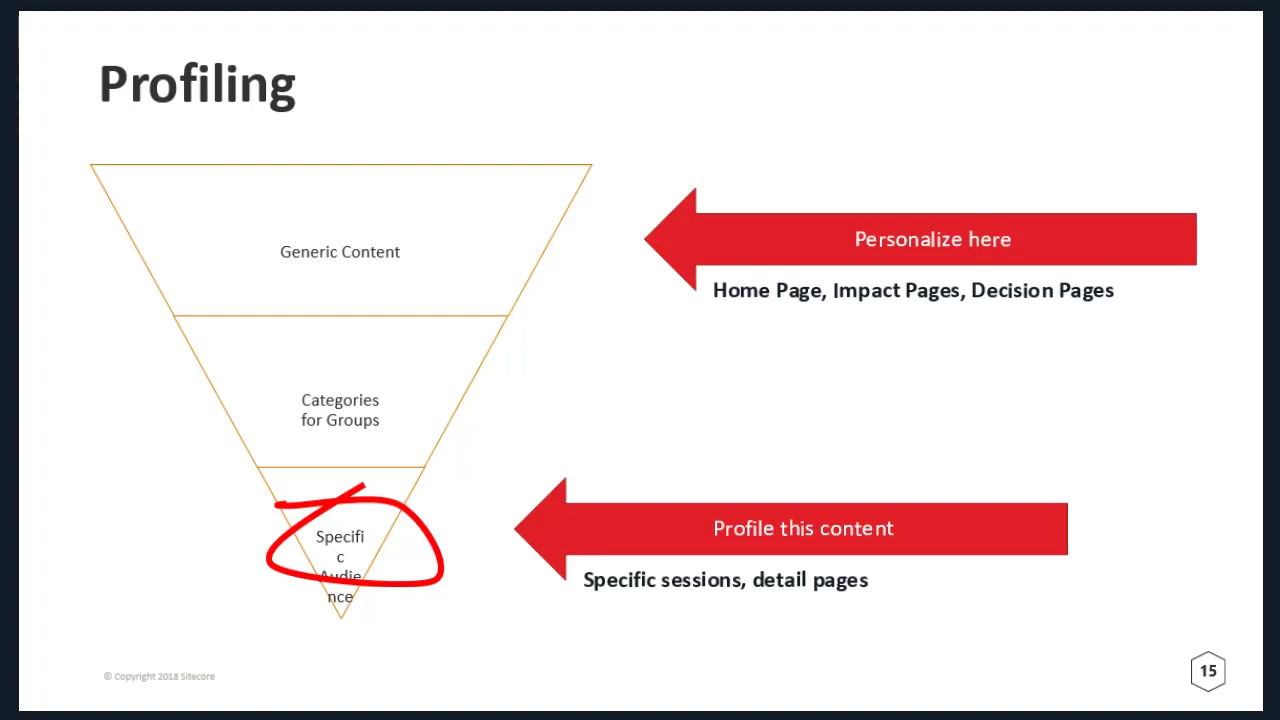 Profiling
Generic Content
Personalize here
Home Page, Impact Pages, Decision Pages
Categories
for Groups
Specifi
c
Audie
nce
Profile this content
Specific sessions, detail pages
© Copyright 2018 Sitecore
15